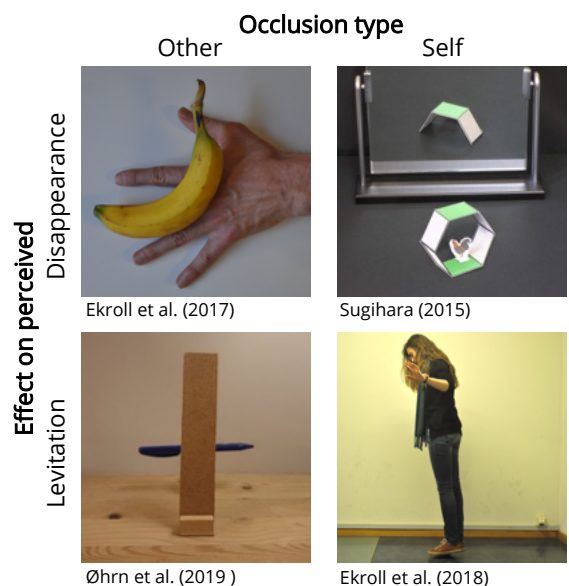 Occlusion type
Other
Self
Effect on perceived
Disappearance
Ekroll et al. (2017)
Sugihara (2015)
Levitation
Øhrn et al. (2019 )
Ekroll et al. (2018)